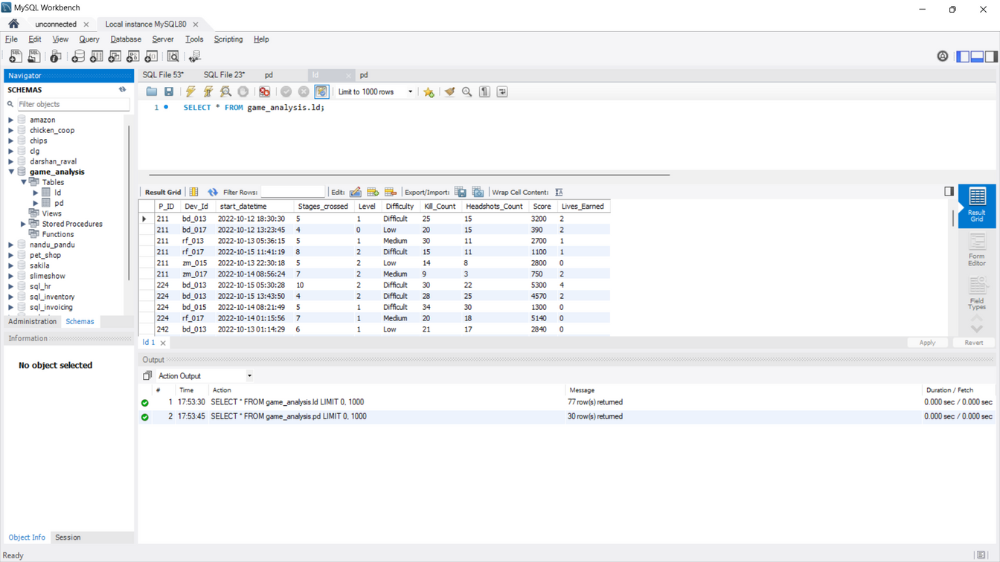 MySQL Workbench
unconnected
Local instance MySQL80
File Edit View Query Database Server Tools Scripting Help
Navigator
SCHEMAS
Filter objects
amazon
chicken_coop
chips
clg
darshan_raval
game_analysis
Tables
ld
pd
Views
Stored Procedures
Functions
nandu_pandu
pet_shop
sakila
slimeshow
sql_hr
sql_inventory
sql_invoicing
Administration Schemas
Information
No object selected
Object Info Session
SQL File 53* SQL File 23* pd ld pd
Limit to 1000 rows
1 SELECT * FROM game_analysis.ld;
Result Grid Filter Rows: Edit: Export/Import: Wrap Cell Content:
P_ID Dev_Id start_datetime Stages_crossed Level Difficulty Kill_Count Headshots_Count Score Lives_Earned
211 bd_013 2022-10-12 18:30:30 5 1 Difficult 25 15 3200 2
211 bd_017 2022-10-12 13:23:45 4 0 Low 20 15 390 2
211 rf_013 2022-10-13 05:36:15 5 1 Medium 30 11 2700 1
211 rf_017 2022-10-15 11:41:19 8 2 Difficult 15 11 1100 1
211 zm_015 2022-10-13 22:30:18 5 2 Low 14 8 2800 0
211 zm_017 2022-10-14 08:56:24 7 2 Medium 9 3 750 2
224 bd_013 2022-10-15 05:30:28 10 2 Difficult 30 22 5300 4
224 bd_013 2022-10-15 13:43:50 4 2 Difficult 28 25 4570 2
224 bd_015 2022-10-14 08:21:49 5 1 Difficult 34 30 1300 0
224 rf_017 2022-10-14 01:15:56 7 1 Medium 20 18 5140 0
242 bd_013 2022-10-13 01:14:29 6 1 Low 21 17 2840 0
Result
Grid
Form
Editor
Field
Types
ld 1
Apply Revert
Output
Action Output
# Time Action Message Duration / Fetch
1 17:53:30 SELECT * FROM game_analysis.ld LIMIT 0, 1000 77 row(s) returned 0.000 sec / 0.000 sec
2 17:53:45 SELECT * FROM game_analysis.pd LIMIT 0, 1000 30 row(s) returned 0.000 sec / 0.000 sec
Ready